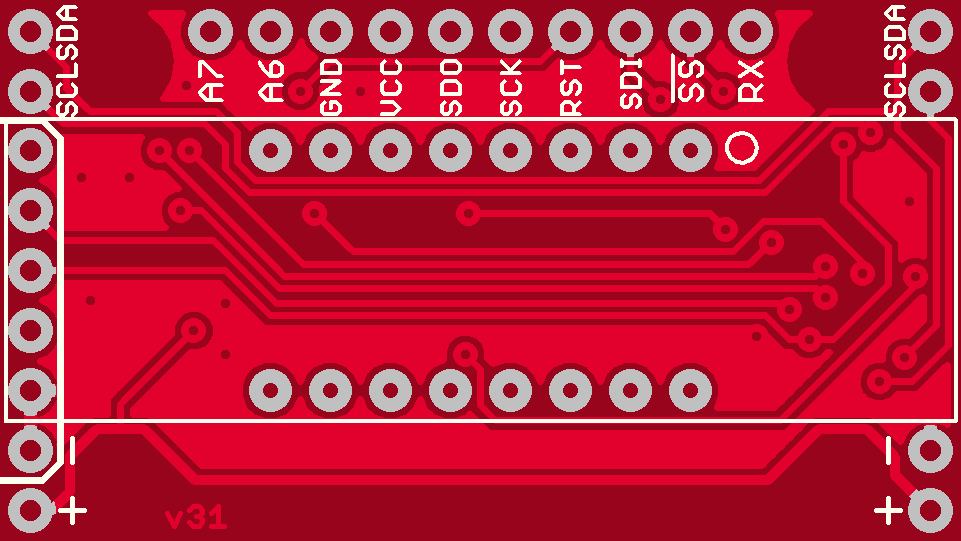 SCL SDA
A7
A6
GND
VCC
SDO
SCK
RST
SDI
SS
RX
SCL SDA
- -
+ +
v31